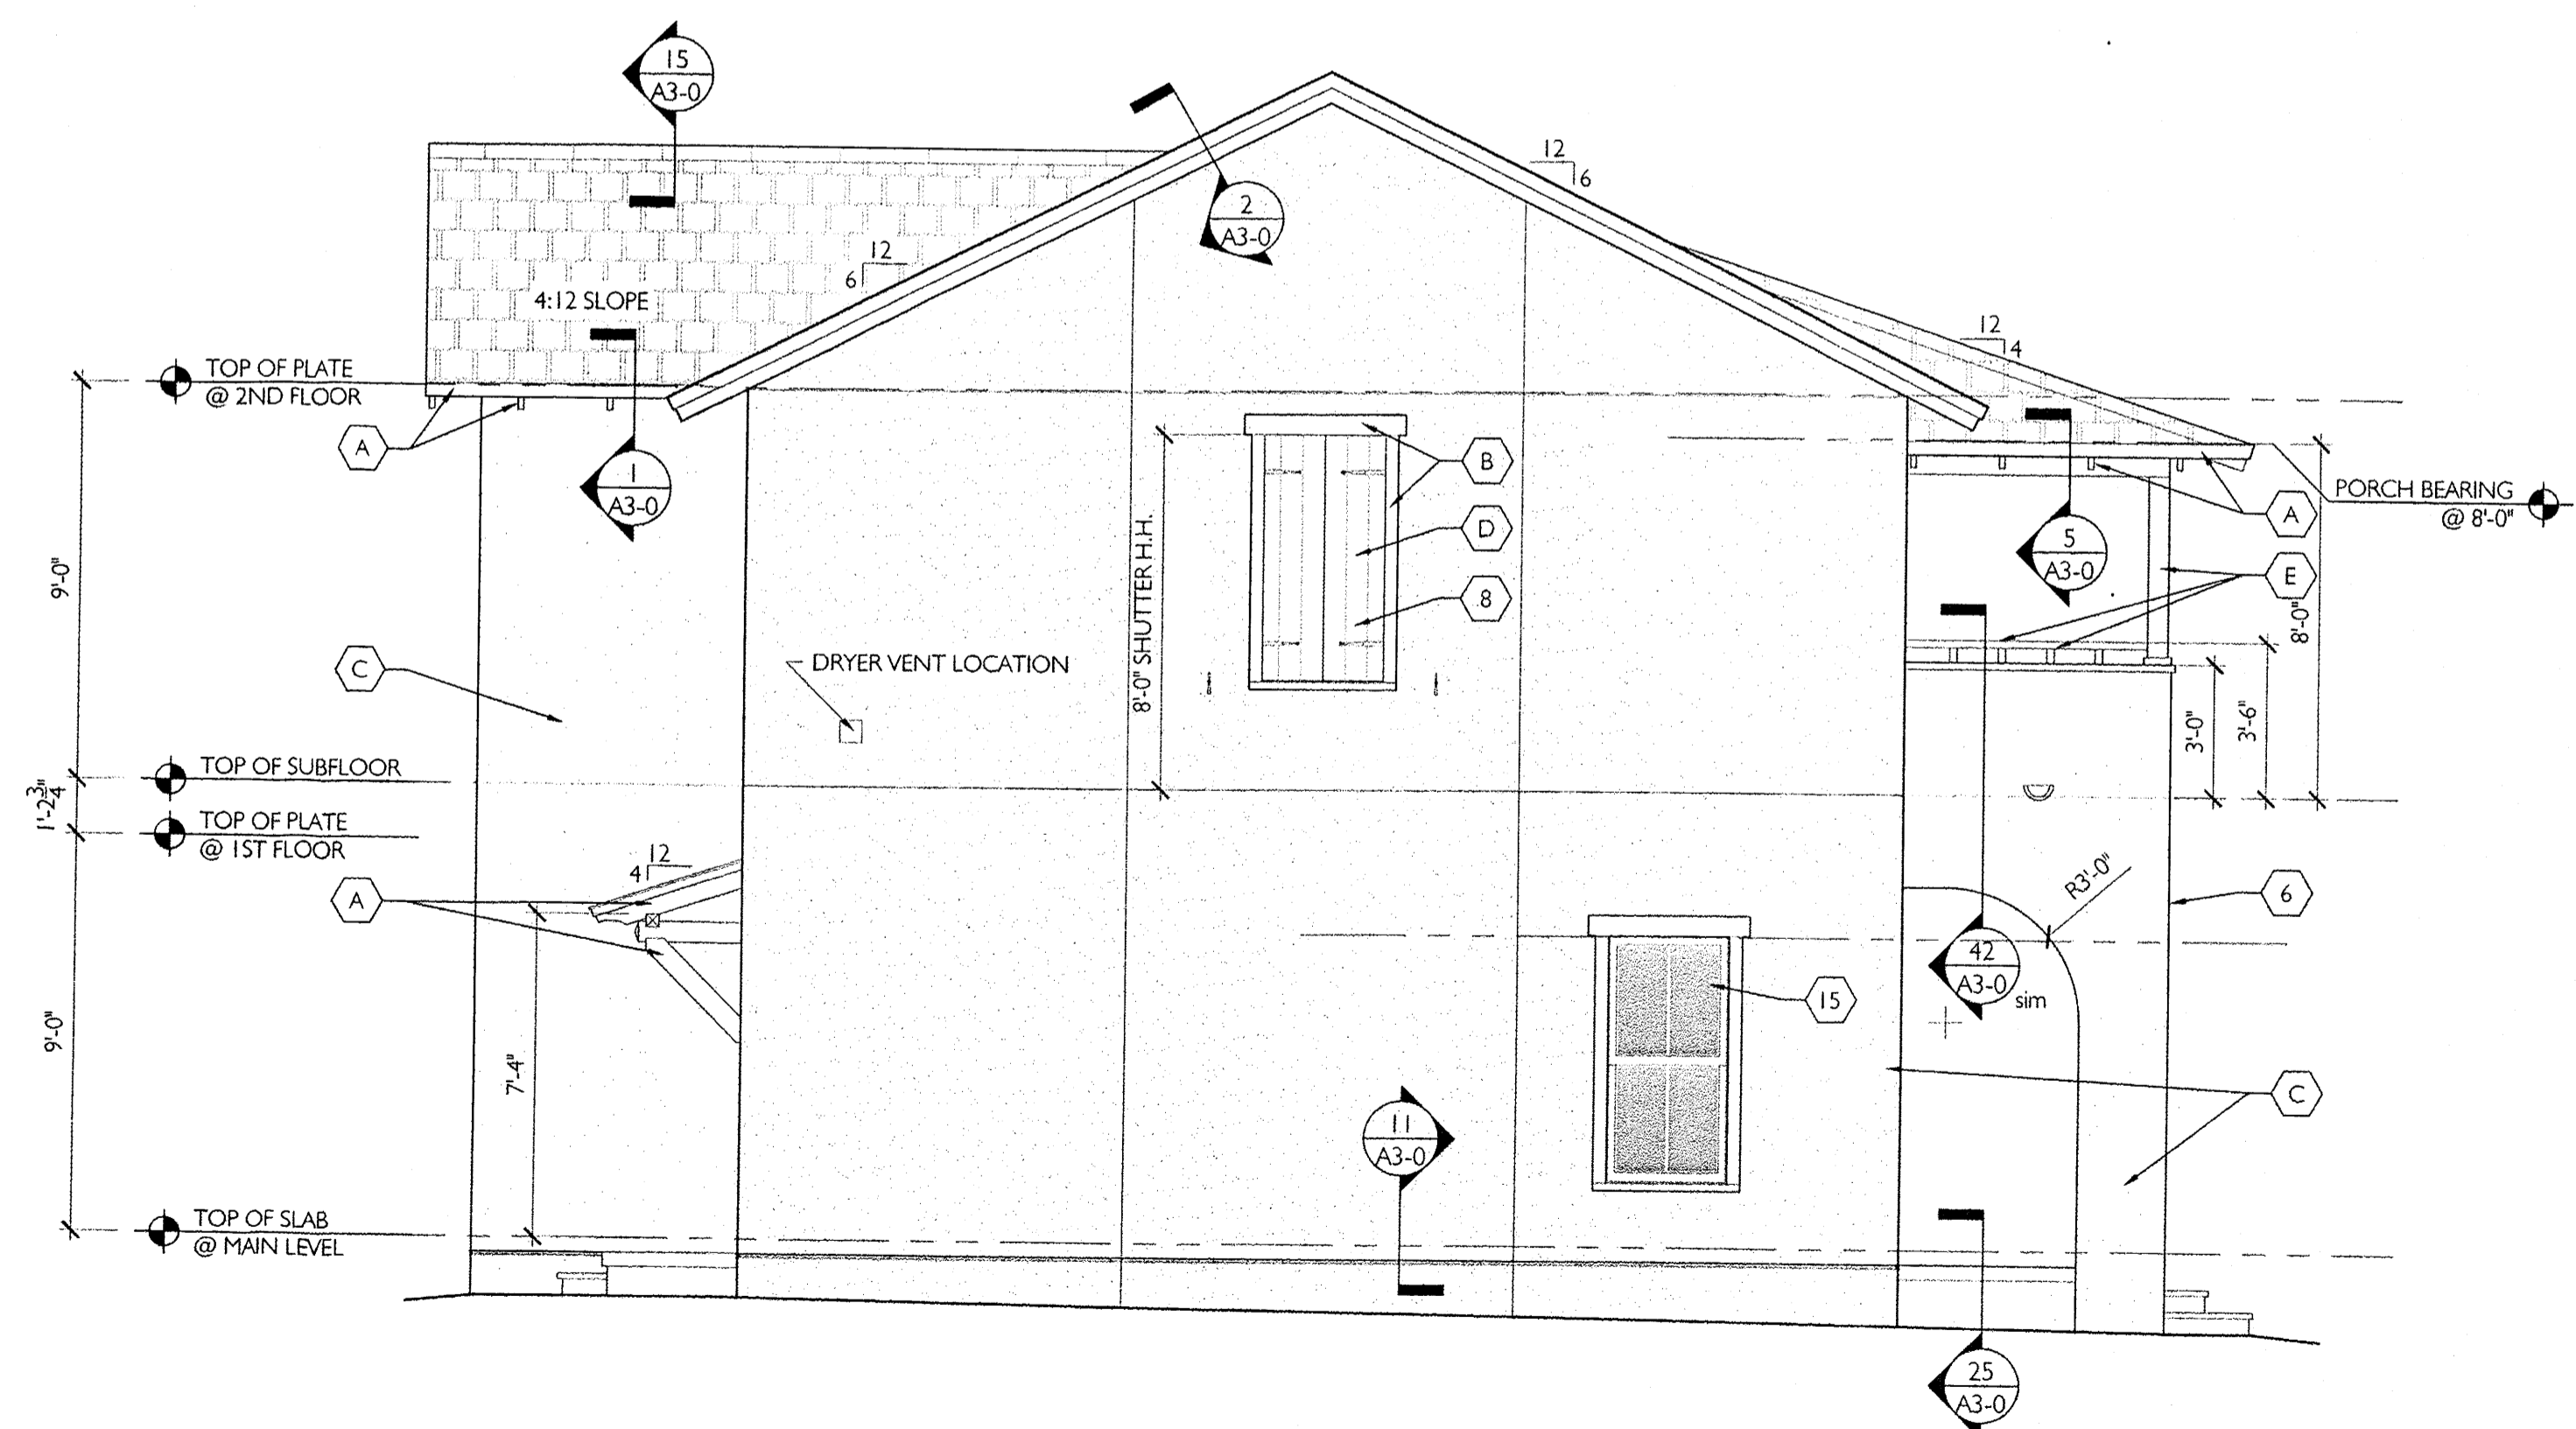 15
A3-0
2
A3-0
12
6
12
6
4:12 SLOPE
12
4
TOP OF PLATE
@ 2ND FLOOR
A
1
A3-0
B
D
8
8'-0" SHUTTER H.H.
PORCH BEARING
@ 8'-0"
A
5
A3-0
E
8'-0"
9'-0"
C
DRYER VENT LOCATION
3'-0"
3'-6"
TOP OF SUBFLOOR
1'-2 3/4"
TOP OF PLATE
@ 1ST FLOOR
12
4
A
R3'-0"
6
42
A3-0
sim
15
9'-0"
7'-4"
C
11
A3-0
TOP OF SLAB
@ MAIN LEVEL
25
A3-0